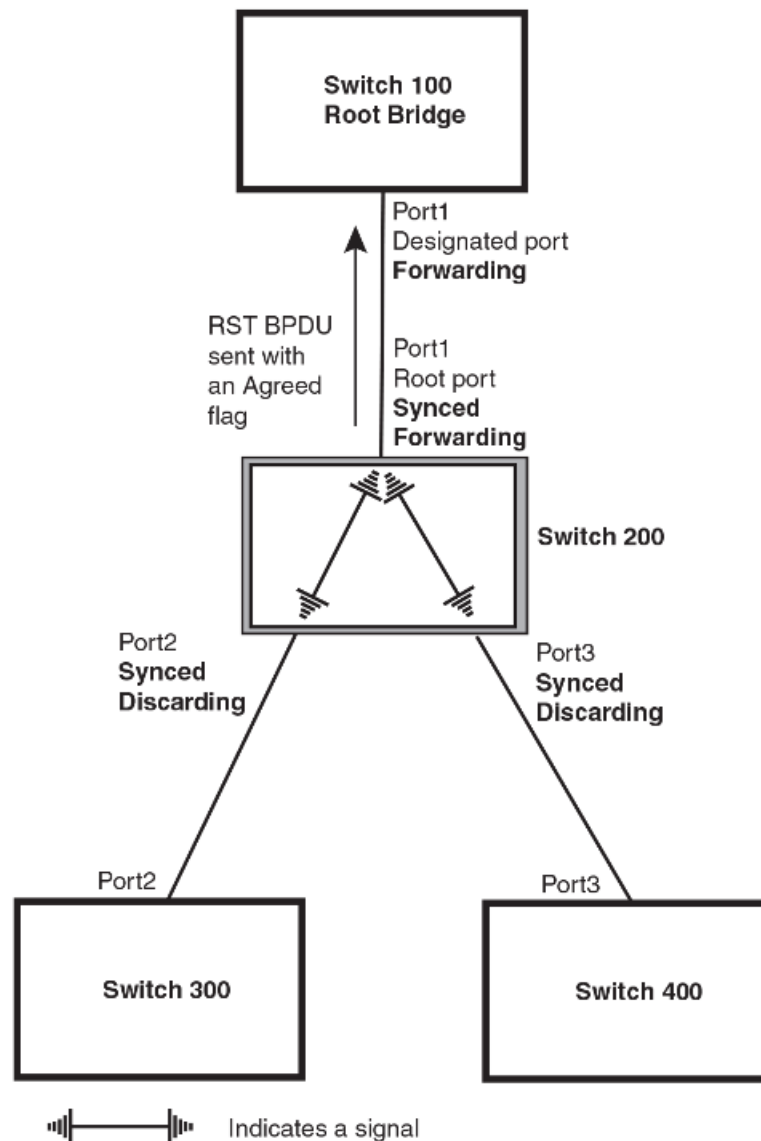 Switch 100
Root Bridge
Port1
Designated port
Forwarding
RST BPDU
sent with
an Agreed
flag
Port1
Root port
Synced
Forwarding
Switch 200
Port2
Synced
Discarding
Port3
Synced
Discarding
Port2
Port3
Switch 300
Switch 400
Indicates a signal